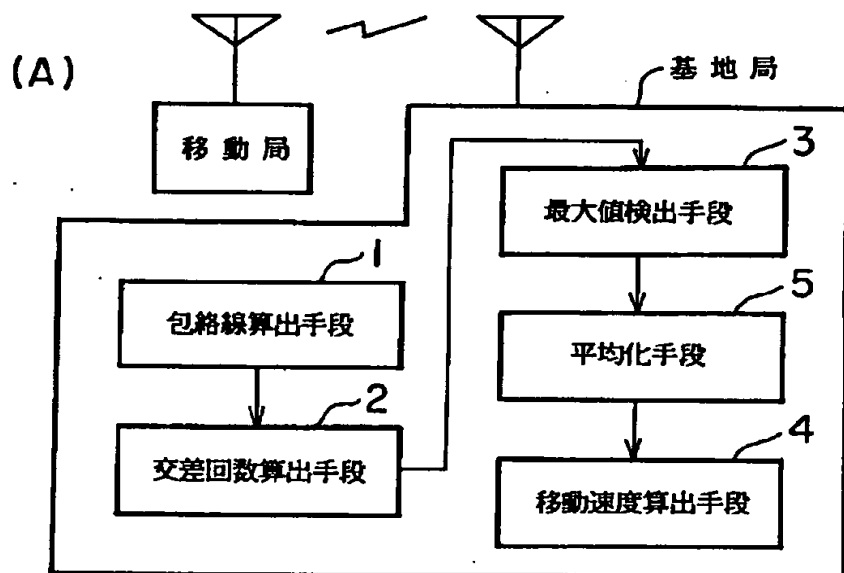 (A)
基地局
移動局
3
最大値検出手段
1
包絡線算出手段
5
平均化手段
2
交差回数算出手段
4
移動速度算出手段